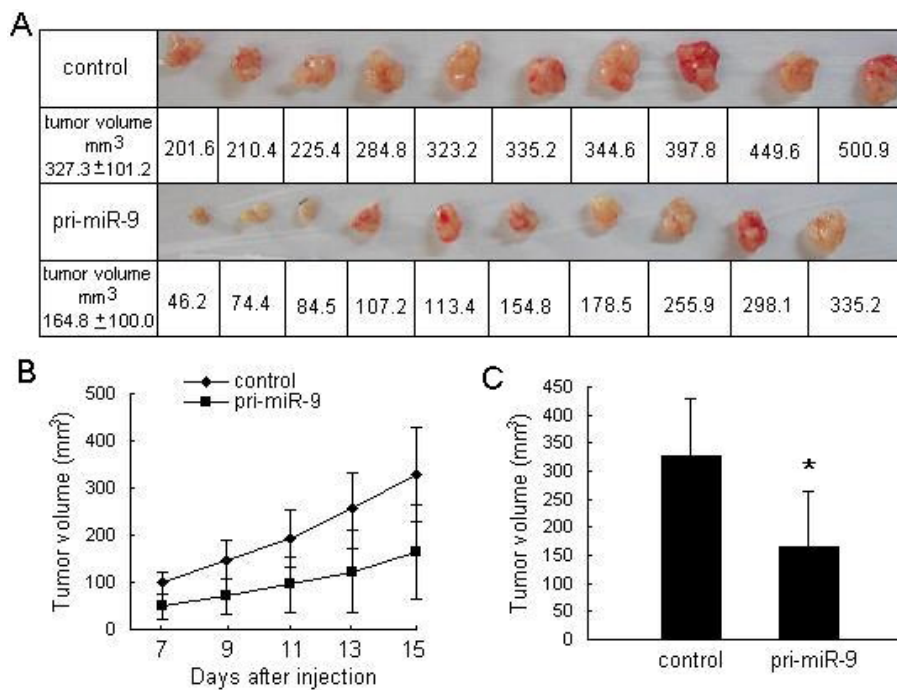 A
control
tumor volume
mm3
327.3 ±101.2
201.6 210.4 225.4 284.8 323.2 335.2 344.6 397.8 449.6 500.9
pri-miR-9
tumor volume
mm3
164.8 ±100.0
46.2 74.4 84.5 107.2 113.4 154.8 178.5 255.9 298.1 335.2
B
control
pri-miR-9
Tumor volume (mm3)
500
400
300
200
100
0
7 9 11 13 15
Days after injection
C
Tumor volume (mm3)
450
400
350
300
250
200
150
100
50
0
*
control pri-miR-9